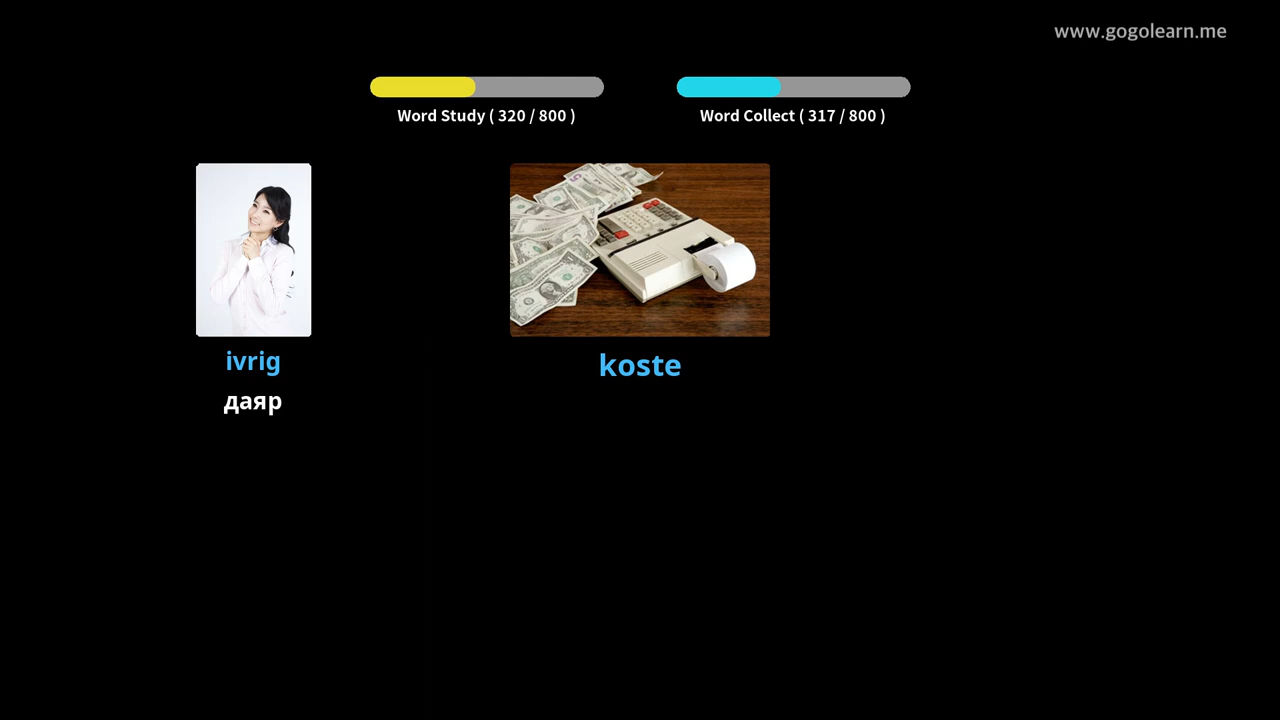 www.gogolearn.me
Word Study ( 320 / 800 )
Word Collect ( 317 / 800 )
ivrig
даяр
koste